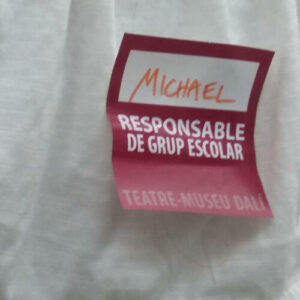 MICHAEL
RESPONSABLE
DE GRUP ESCOLAR
TEATRE-MUSEU DALÍ